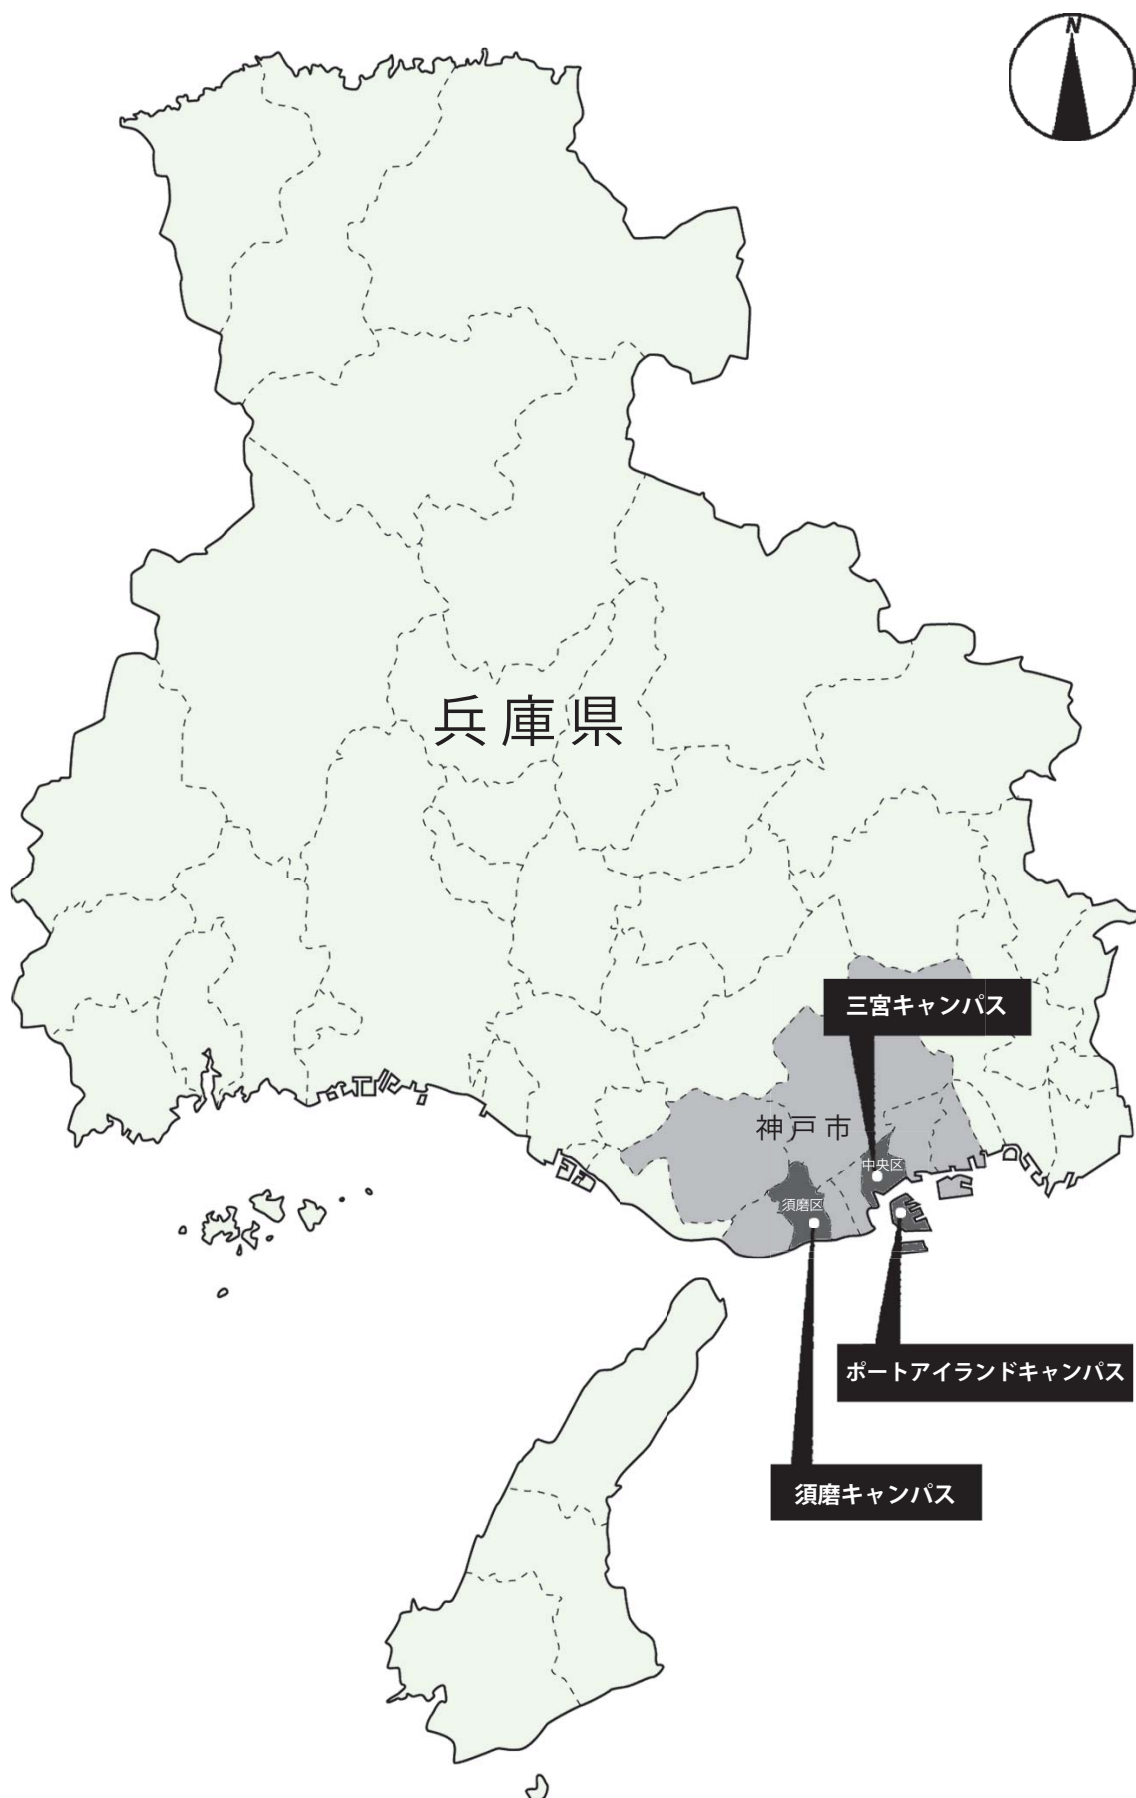 N
兵庫県
三宮キャンパス
神戸市
中央区
須磨区
ポートアイランドキャンパス
須磨キャンパス